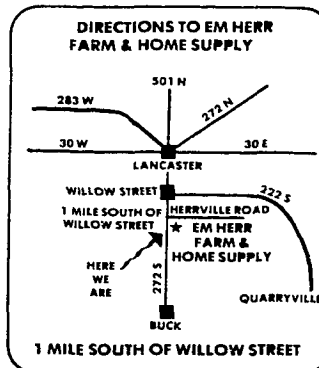 DIRECTIONS TO EM HERR
FARM & HOME SUPPLY
501 N
283 W
272 N
30 W
30 E
LANCASTER
WILLOW STREET
222 S
1 MILE SOUTH OF
WILLOW STREET
HERRVILLE ROAD
★ EM HERR
FARM &
HOME SUPPLY
HERE
WE
ARE
272 S
QUARRYVILLE
BUCK
1 MILE SOUTH OF WILLOW STREET